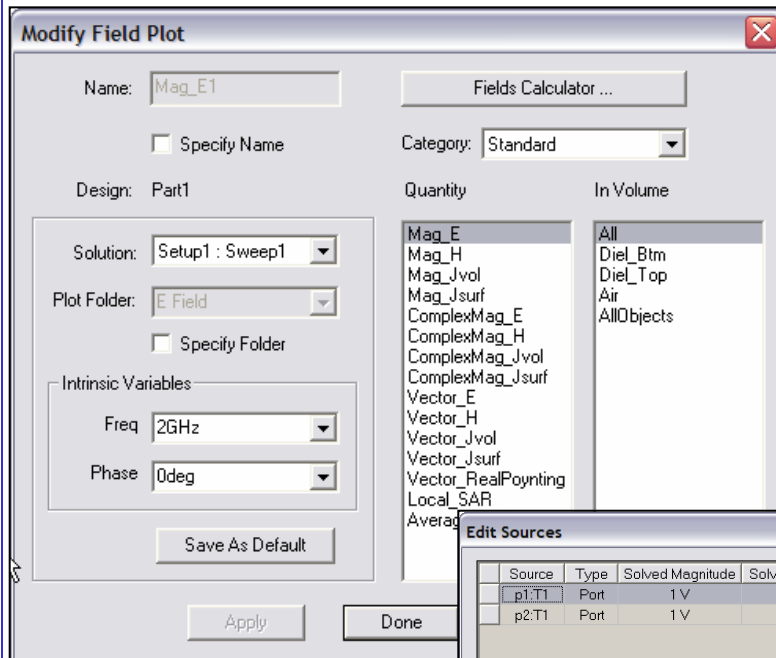 Modify Field Plot
Name: Mag_E1
Fields Calculator ...
Specify Name
Category: Standard
Design: Part1
Quantity
In Volume
Solution: Setup1 : Sweep1
Plot Folder: E Field
Specify Folder
Intrinsic Variables
Freq 2GHz
Phase 0deg
Save As Default
Mag_E
Mag_H
Mag_Jvol
Mag_Jsurf
ComplexMag_E
ComplexMag_H
ComplexMag_Jvol
ComplexMag_Jsurf
Vector_E
Vector_H
Vector_Jvol
Vector_Jsurf
Vector_RealPoynting
Local_SAR
All
Diel_Btm
Diel_Top
Air
AllObjects
Apply
Done
Edit Sources
Source Type Solved Magnitude
p1:T1 Port 1 V
p2:T1 Port 1 V